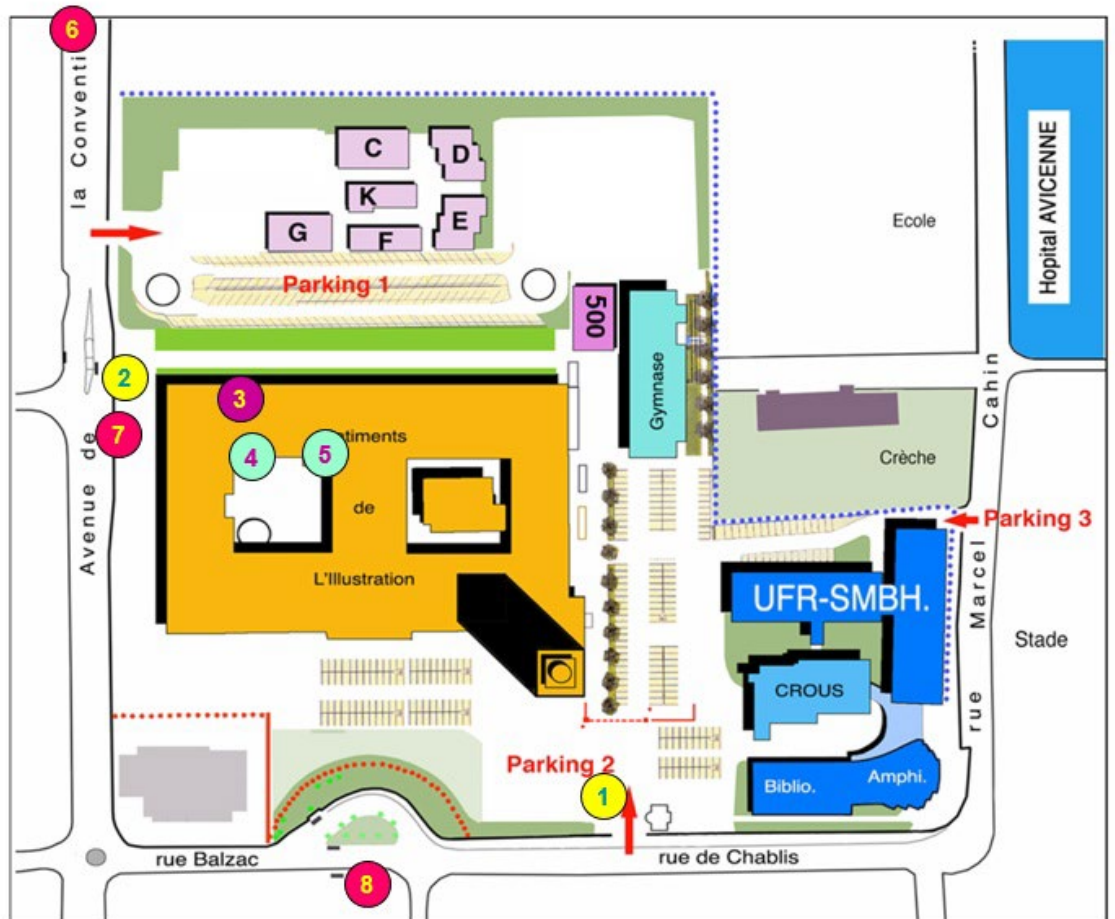 6
la Conventi
C
D
K
E
G
F
Parking 1
Ecole
Hopital AVICENNE
500
Gymnase
2
3
7
4
5
timents
de
L'Illustration
Avenue de
Crèche
Cahin
Parking 3
rue Marcel
UFR-SMBH.
Stade
CROUS
Parking 2
1
Biblio.
Amphi.
rue Balzac
rue de Chablis
8